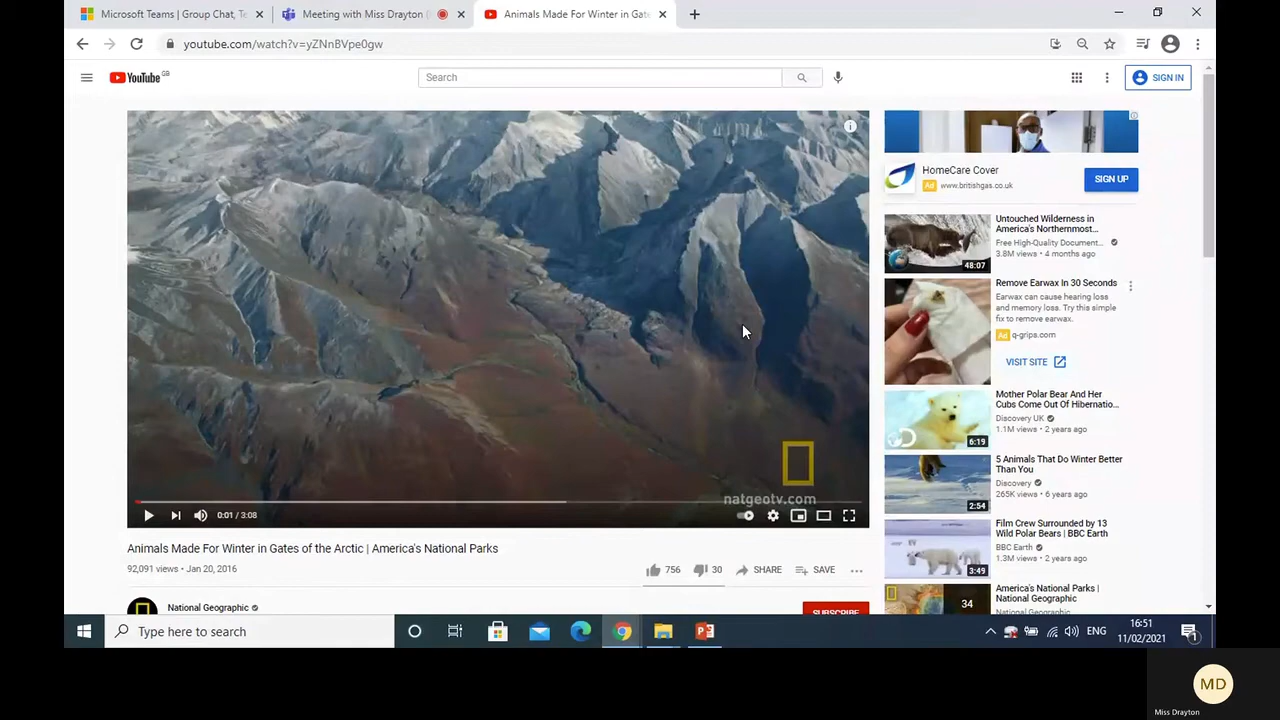 Microsoft Teams | Group Chat, Te
Meeting with Miss Drayton (
Animals Made For Winter in Gate
youtube.com/watch?v=yZNnBVpe0gw
YouTube GB
Search
SIGN IN
HomeCare Cover
Ad www.britishgas.co.uk
SIGN UP
Untouched Wilderness in
America's Northernmost...
Free High-Quality Document...
3.8M views • 4 months ago
48:07
Remove Earwax In 30 Seconds
Earwax can cause hearing loss
and memory loss. Try this simple
fix to remove earwax.
Ad q-grips.com
VISIT SITE
Mother Polar Bear And Her
Cubs Come Out Of Hibernatio...
Discovery UK
1.1M views • 2 years ago
6:19
5 Animals That Do Winter Better
Than You
Discovery
265K views • 6 years ago
2:54
Film Crew Surrounded by 13
Wild Polar Bears | BBC Earth
BBC Earth
1.3M views • 2 years ago
3:49
America's National Parks |
National Geographic
National Geographic
34
natgeotv.com
0:01 / 3:08
Animals Made For Winter in Gates of the Arctic | America's National Parks
92,091 views • Jan 20, 2016
756
30
SHARE
SAVE
National Geographic
SUBSCRIBE
Type here to search
ENG
16:51
11/02/2021
1
MD
Miss Drayton